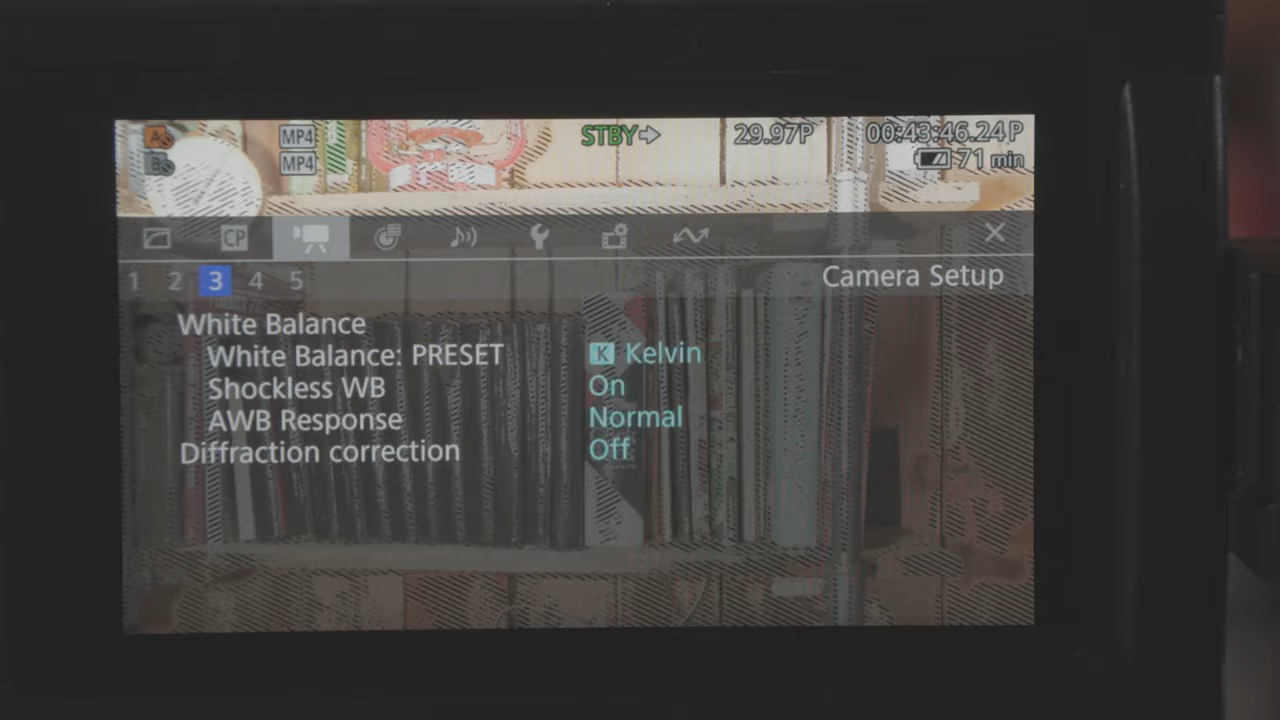 A MP4 STBY 29.97P 00:43:46.24P
B MP4 71 min
CP
1 2 3 4 5 Camera Setup
White Balance
White Balance: PRESET K Kelvin
Shockless WB On
AWB Response Normal
Diffraction correction Off